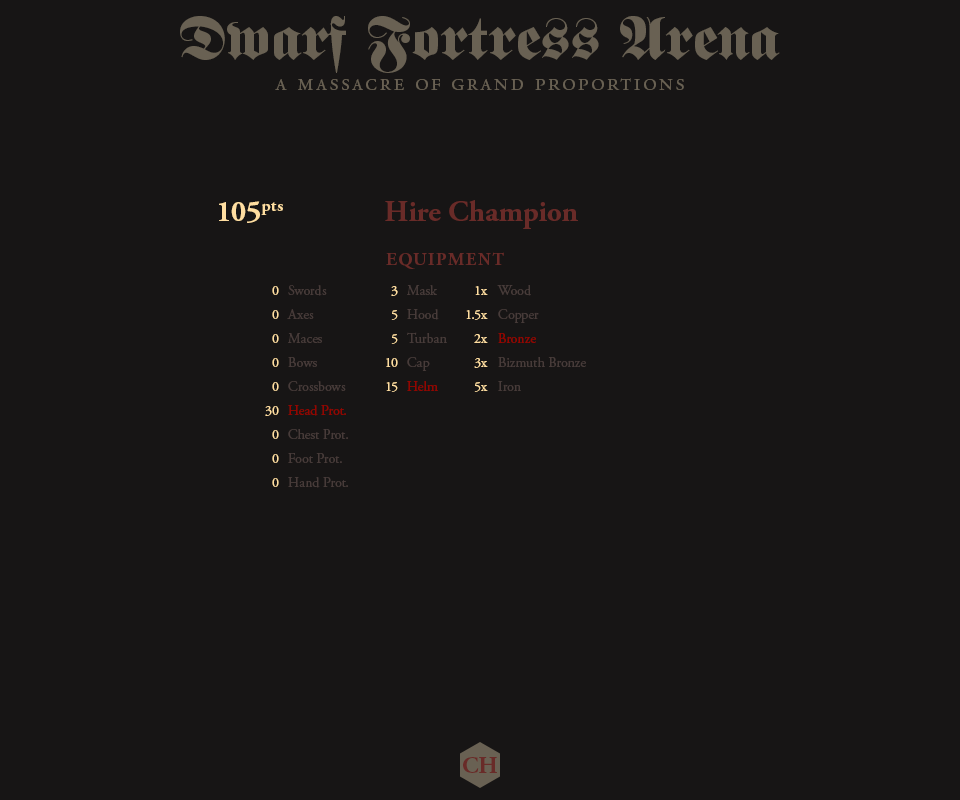 Dwarf Fortress Arena
A MASSACRE OF GRAND PROPORTIONS
105pts Hire Champion
EQUIPMENT
0 Swords 3 Mask 1x Wood
0 Axes 5 Hood 1.5x Copper
0 Maces 5 Turban 2x Bronze
0 Bows 10 Cap 3x Bizmuth Bronze
0 Crossbows 15 Helm 5x Iron
30 Head Prot.
0 Chest Prot.
0 Foot Prot.
0 Hand Prot.
CH